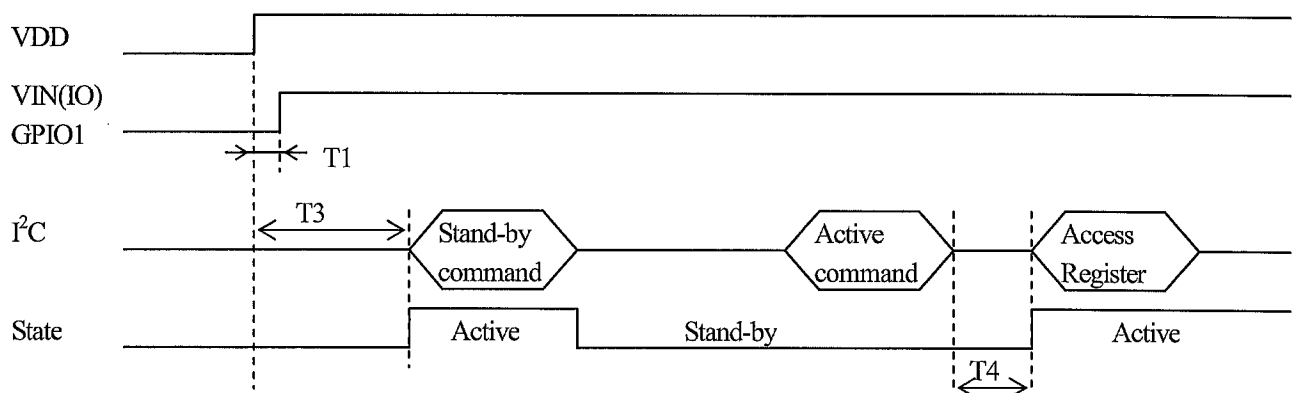 VDD
VIN(IO)
GPIO1
T1
T3
I²C
Stand-by
command
Active
command
Access
Register
State
Active
Stand-by
Active
T4